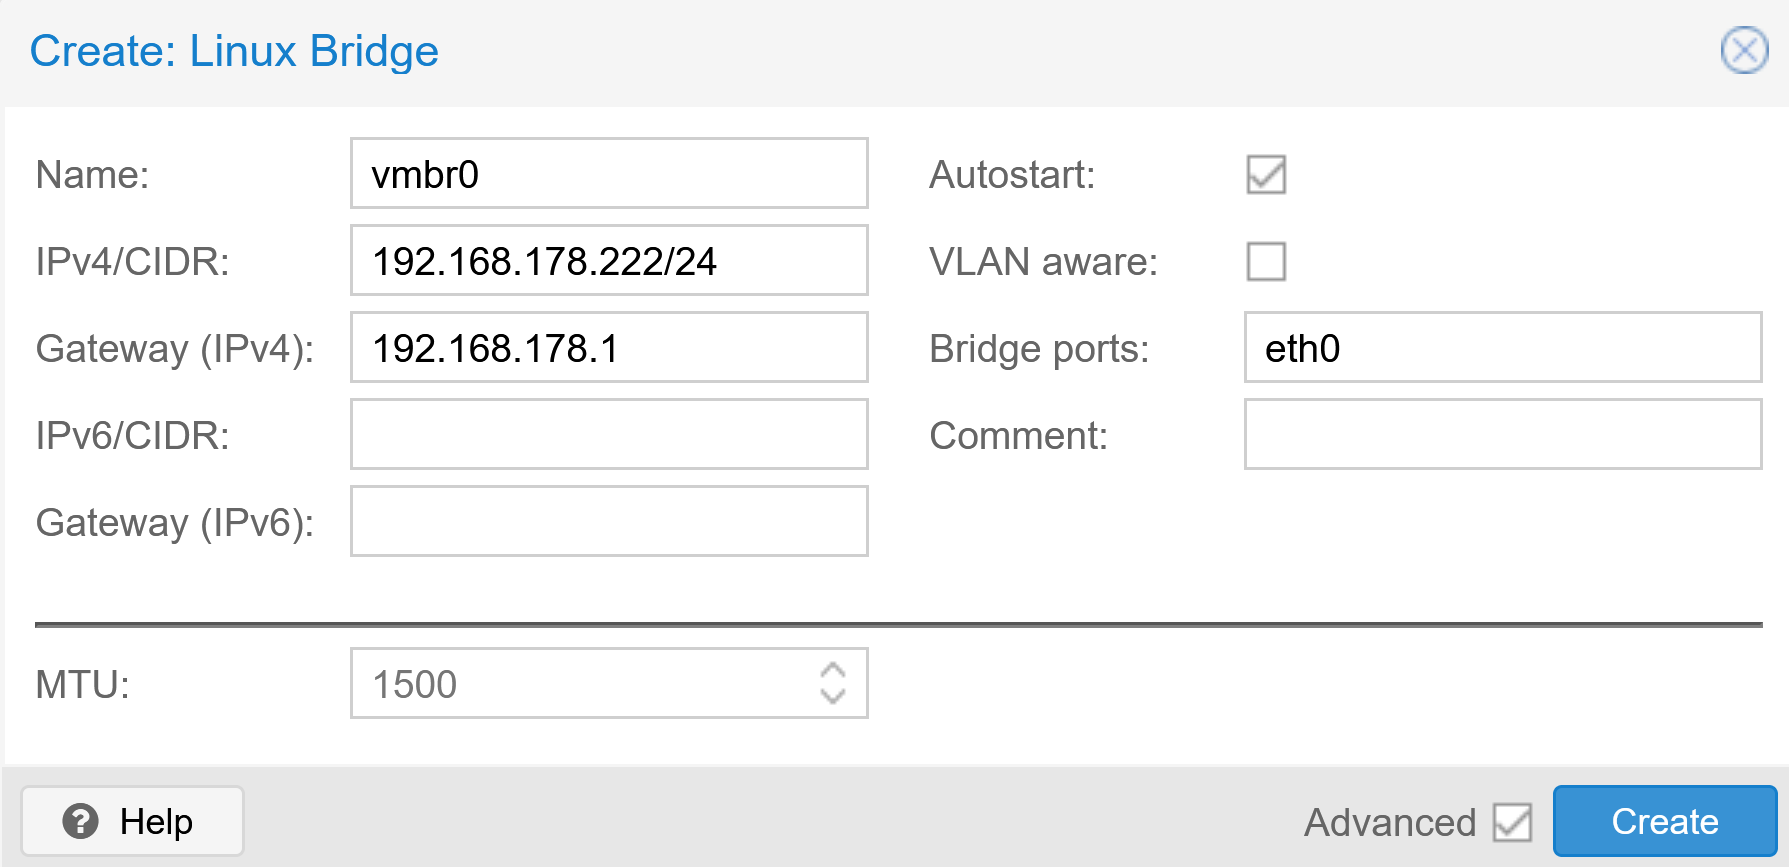 Create: Linux Bridge
Name: vmbr0
Autostart:
IPv4/CIDR: 192.168.178.222/24
VLAN aware:
Gateway (IPv4): 192.168.178.1
Bridge ports: eth0
IPv6/CIDR:
Comment:
Gateway (IPv6):
MTU: 1500
Help
Advanced
Create